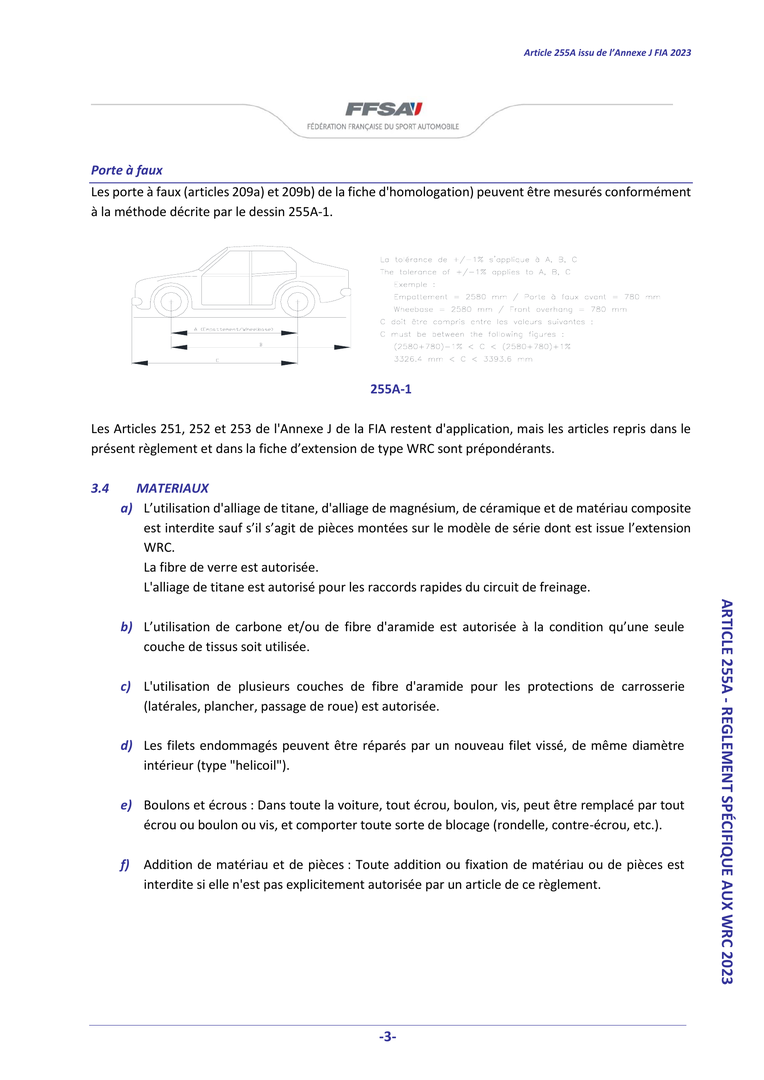 Article 255A issu de l'Annexe J FIA 2023
FFSA
FÉDÉRATION FRANÇAISE DU SPORT AUTOMOBILE
Porte à faux
Les porte à faux (articles 209a) et 209b) de la fiche d'homologation) peuvent être mesurés conformément
à la méthode décrite par le dessin 255A-1.
La tolérance de +/-1% s'applique à A, B, C
The tolerance of +/-1% applies to A, B, C
Exemple :
Empattement = 2580 mm / Porte à faux avant = 780 mm
Wheebase = 2580 mm / Front overhang = 780 mm
C doit être compris entre les valeurs suivantes :
C must be between the following figures :
(2580+780)-1% < C < (2580+780)+1%
3326.4 mm < C < 3393.6 mm
A (Empattement/Wheelbase)
B
C
255A-1
Les Articles 251, 252 et 253 de l'Annexe J de la FIA restent d'application, mais les articles repris dans le
présent règlement et dans la fiche d’extension de type WRC sont prépondérants.
3.4 MATERIAUX
a) L’utilisation d'alliage de titane, d'alliage de magnésium, de céramique et de matériau composite
est interdite sauf s’il s’agit de pièces montées sur le modèle de série dont est issue l’extension
WRC.
La fibre de verre est autorisée.
L'alliage de titane est autorisé pour les raccords rapides du circuit de freinage.
b) L’utilisation de carbone et/ou de fibre d'aramide est autorisée à la condition qu’une seule
couche de tissus soit utilisée.
c) L'utilisation de plusieurs couches de fibre d'aramide pour les protections de carrosserie
(latérales, plancher, passage de roue) est autorisée.
d) Les filets endommagés peuvent être réparés par un nouveau filet vissé, de même diamètre
intérieur (type "helicoil").
e) Boulons et écrous : Dans toute la voiture, tout écrou, boulon, vis, peut être remplacé par tout
écrou ou boulon ou vis, et comporter toute sorte de blocage (rondelle, contre-écrou, etc.).
f) Addition de matériau et de pièces : Toute addition ou fixation de matériau ou de pièces est
interdite si elle n'est pas explicitement autorisée par un article de ce règlement.
ARTICLE 255A - REGLEMENT SPÉCIFIQUE AUX WRC 2023
-3-